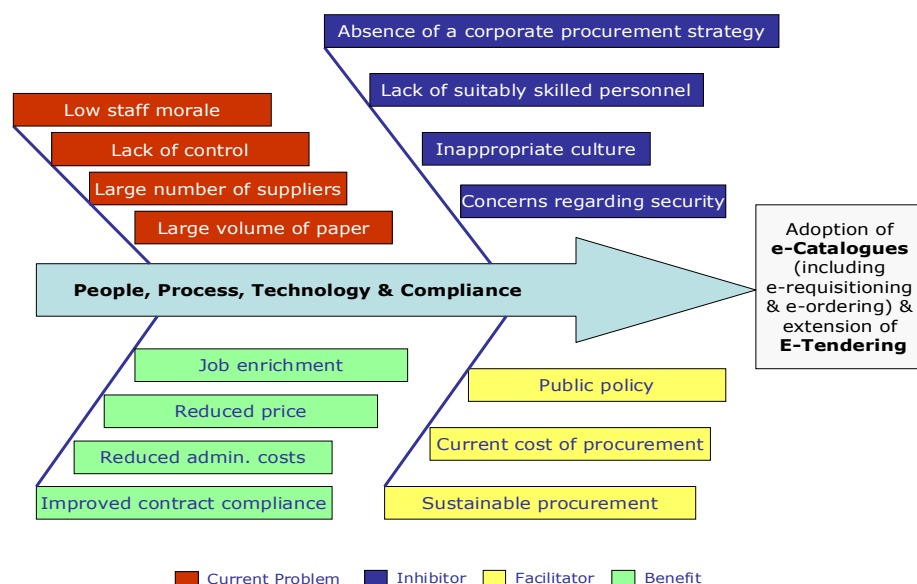 Absence of a corporate procurement strategy
Lack of suitably skilled personnel
Inappropriate culture
Concerns regarding security
Low staff morale
Lack of control
Large number of suppliers
Large volume of paper
People, Process, Technology & Compliance
Adoption of
e-Catalogues
(including
e-requisitioning
& e-ordering) &
extension of
E-Tendering
Job enrichment
Reduced price
Reduced admin. costs
Improved contract compliance
Public policy
Current cost of procurement
Sustainable procurement
Current Problem
Inhibitor
Facilitator
Benefit